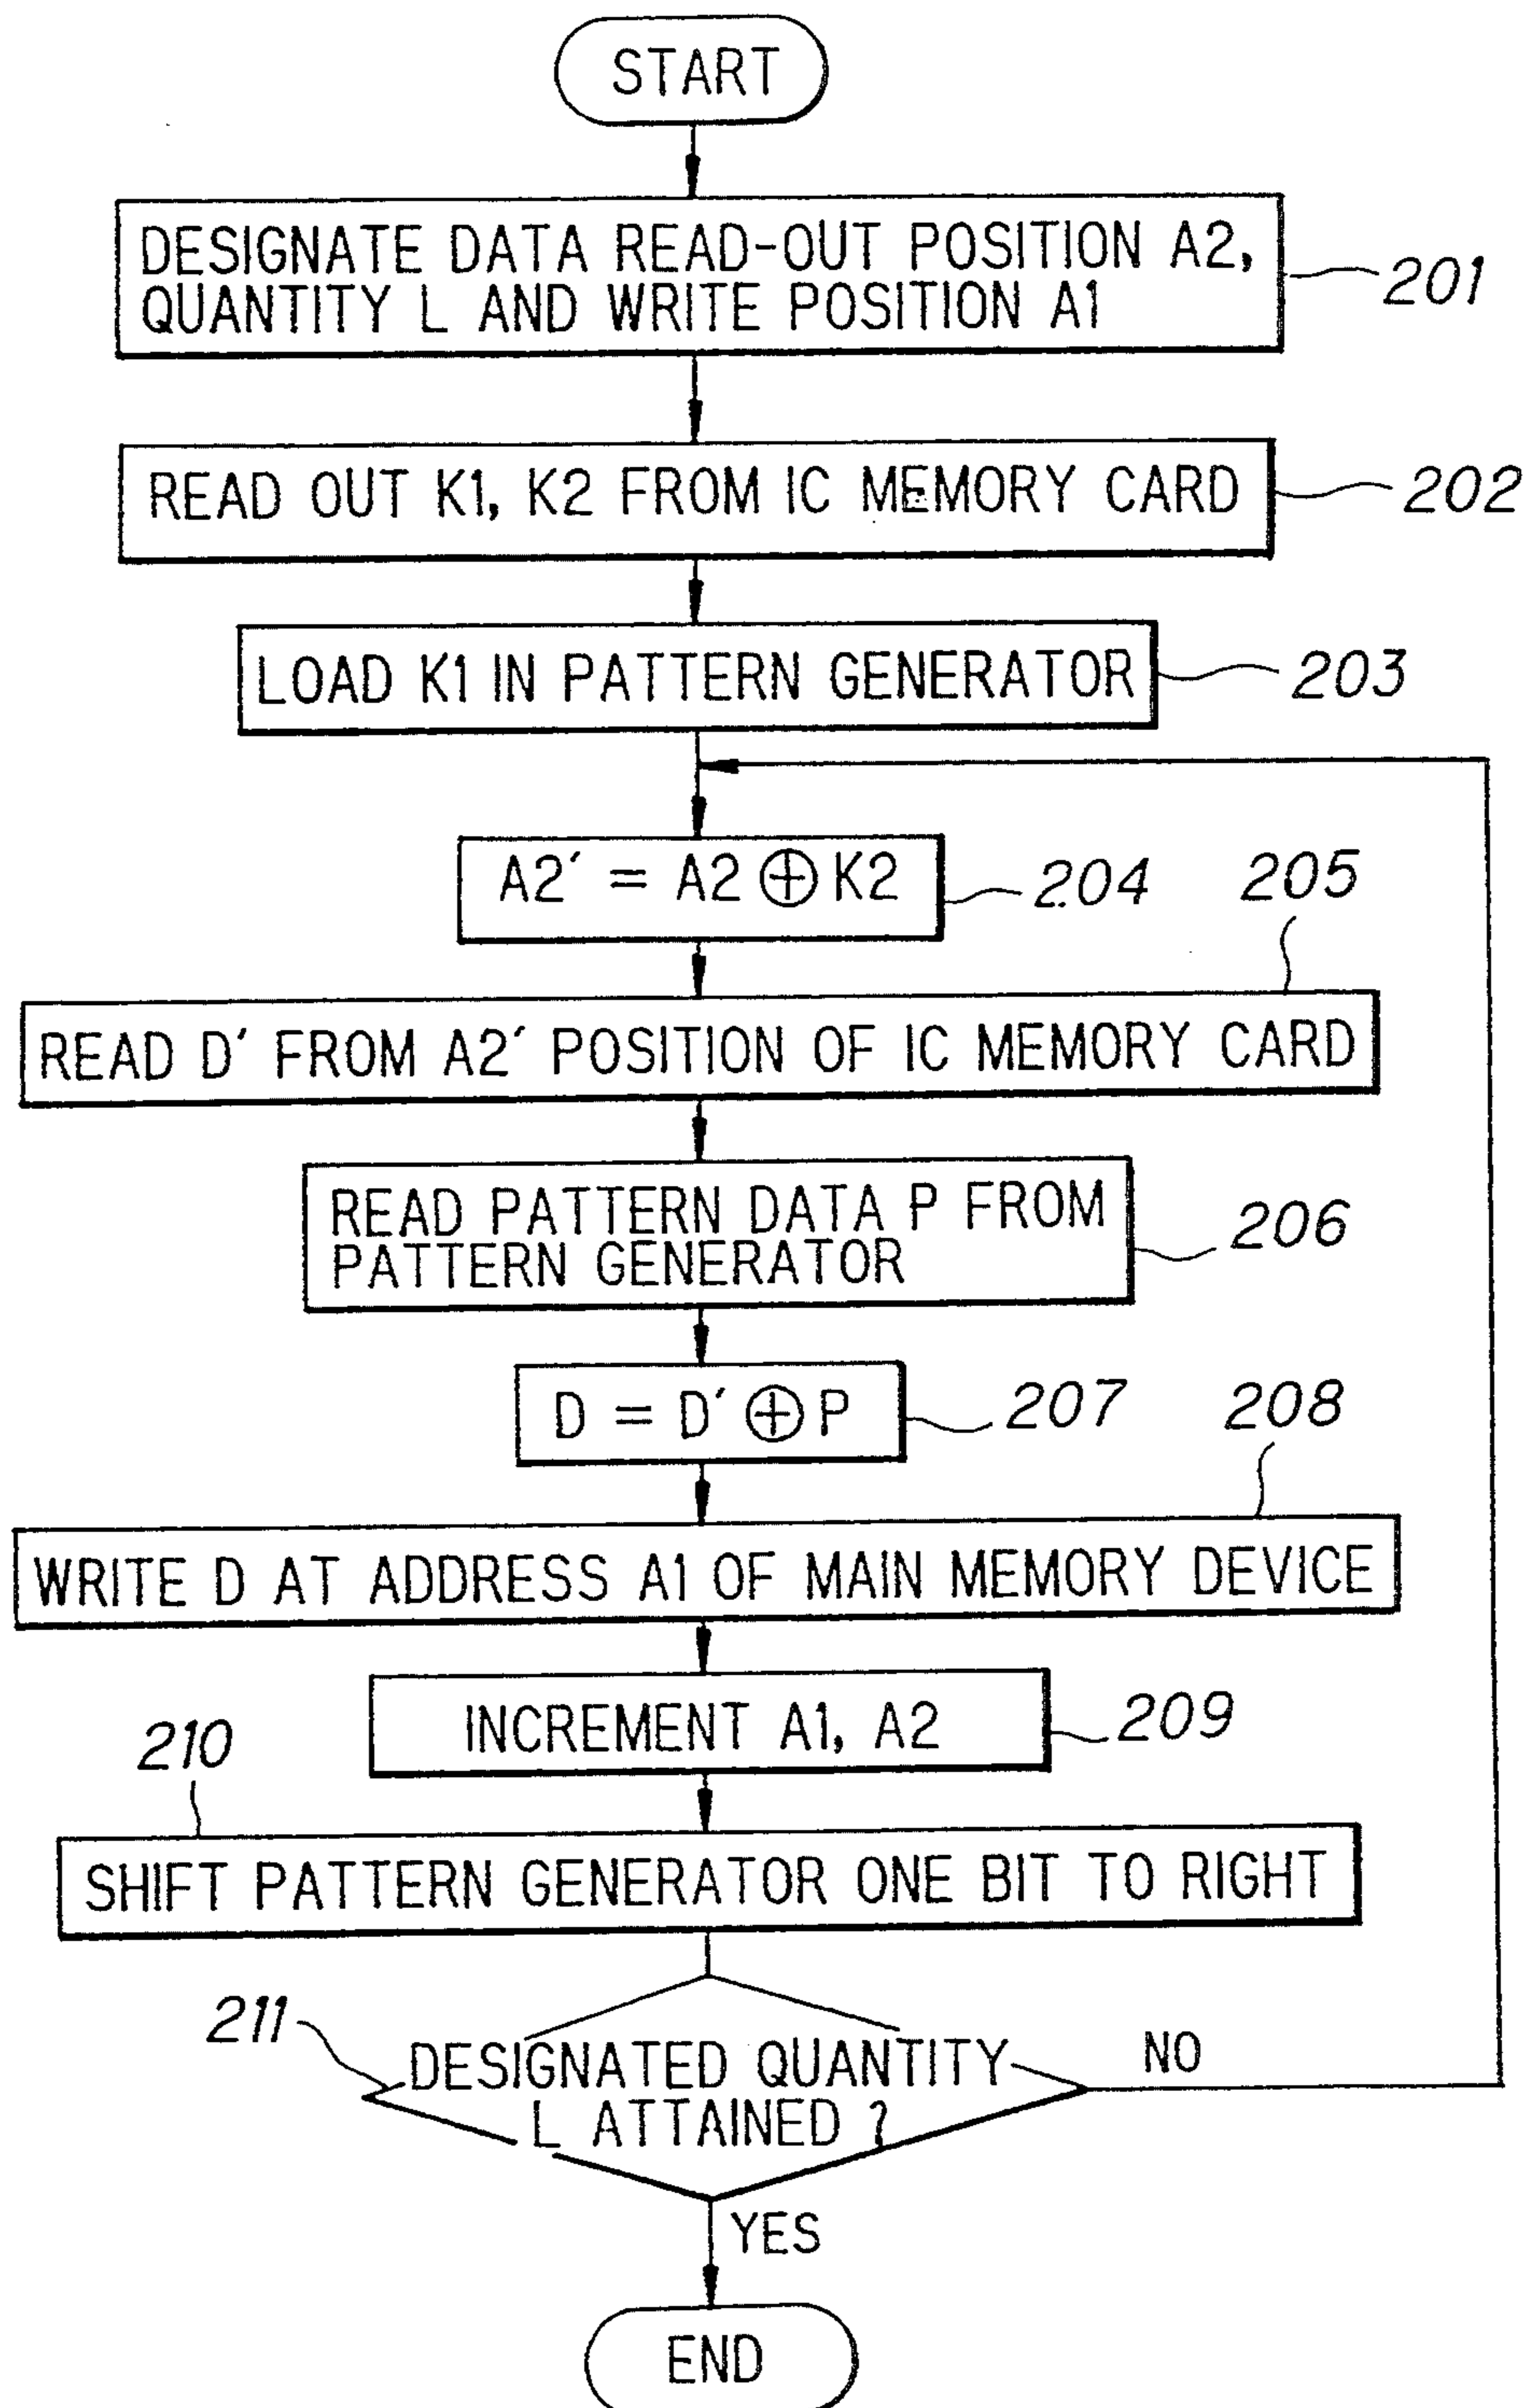 START
DESIGNATE DATA READ-OUT POSITION A2,
QUANTITY L AND WRITE POSITION A1
201
READ OUT K1, K2 FROM IC MEMORY CARD
202
LOAD K1 IN PATTERN GENERATOR
203
A2′ = A2 ⊕ K2
204
205
READ D′ FROM A2′ POSITION OF IC MEMORY CARD
READ PATTERN DATA P FROM
PATTERN GENERATOR
206
D = D′ ⊕ P
207
208
WRITE D AT ADDRESS A1 OF MAIN MEMORY DEVICE
INCREMENT A1, A2
209
210
SHIFT PATTERN GENERATOR ONE BIT TO RIGHT
211
DESIGNATED QUANTITY
L ATTAINED ?
NO
YES
END